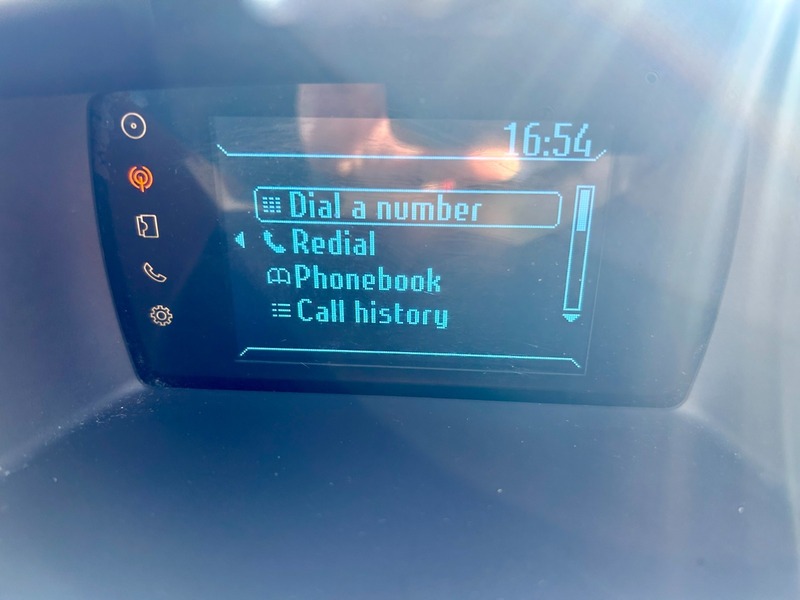 16:54
Dial a number
Redial
Phonebook
Call history